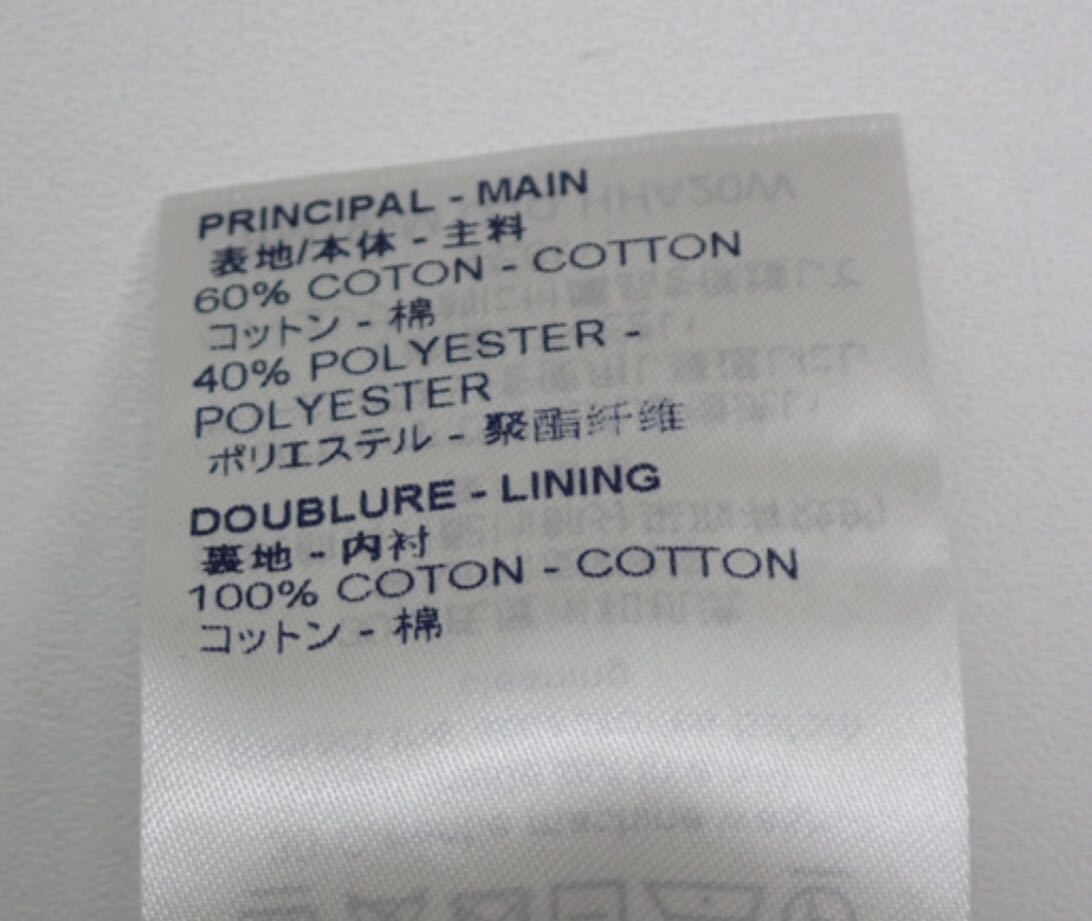 PRINCIPAL - MAIN
表地/本体 - 主料
60% COTON - COTTON
コットン - 棉
40% POLYESTER -
POLYESTER
ポリエステル - 聚酯纤维
DOUBLURE - LINING
裏地 - 内衬
100% COTON - COTTON
コットン - 棉